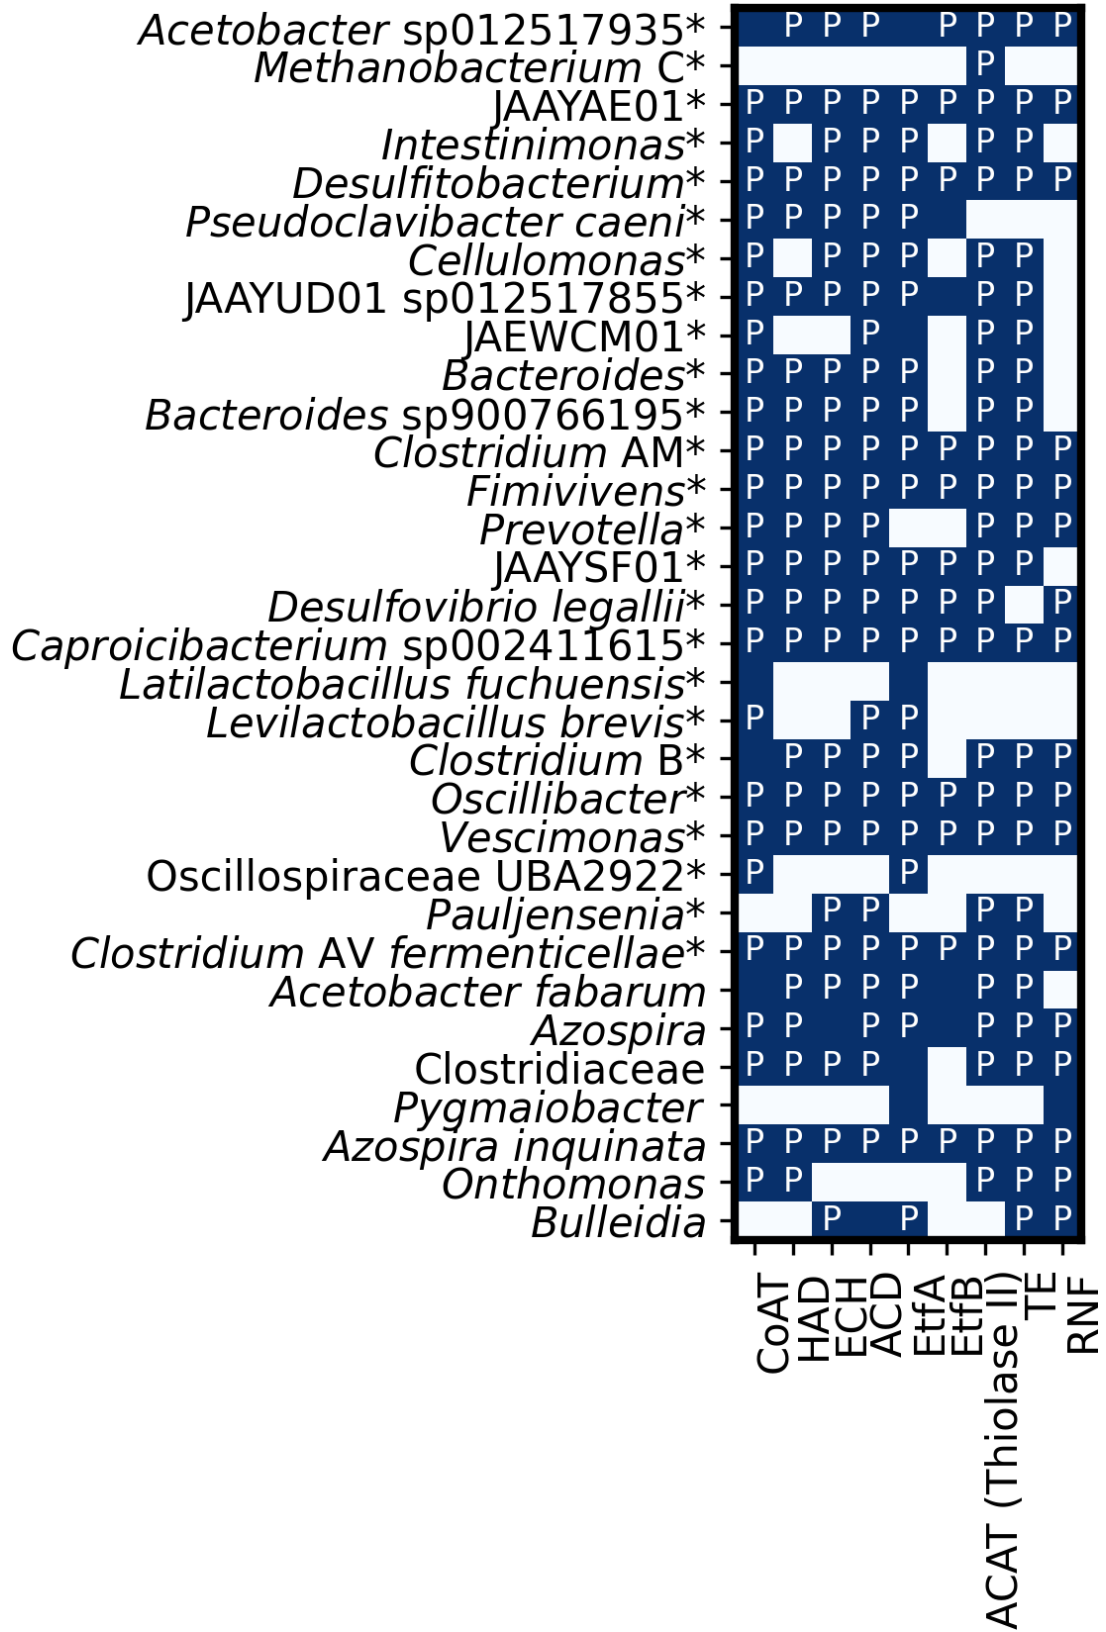 Acetobacter sp012517935* P P P P P P P
Methanobacterium C* P
JAAYAE01* P P P P P P P P P
Intestinimonas* P P P P P P
Desulfitobacterium* P P P P P P P P P
Pseudoclavibacter caeni* P P P P P
Cellulomonas* P P P P P P
JAAYUD01 sp012517855* P P P P P P P
JAEWCM01* P P P P
Bacteroides* P P P P P P P
Bacteroides sp900766195* P P P P P P P
Clostridium AM* P P P P P P P P P
Fimivivens* P P P P P P P P P
Prevotella* P P P P P P P
JAAYSF01* P P P P P P P P
Desulfovibrio legallii* P P P P P P P P
Caproicibacterium sp002411615* P P P P P P P P P
Latilactobacillus fuchuensis*
Levilactobacillus brevis* P P P
Clostridium B* P P P P P P P
Oscillibacter* P P P P P P P P P
Vescimonas* P P P P P P P P P
Oscillospiraceae UBA2922* P P
Pauljensenia* P P P P
Clostridium AV fermenticellae* P P P P P P P P P
Acetobacter fabarum P P P P P P
Azospira P P P P P P P
Clostridiaceae P P P P P P P
Pygmaiobacter
Azospira inquinata P P P P P P P P P
Onthomonas P P P P P
Bulleidia P P P P
CoAT
HAD
ECH
ACD
EtfA
EtfB
ACAT (Thiolase II)
TE
RNF